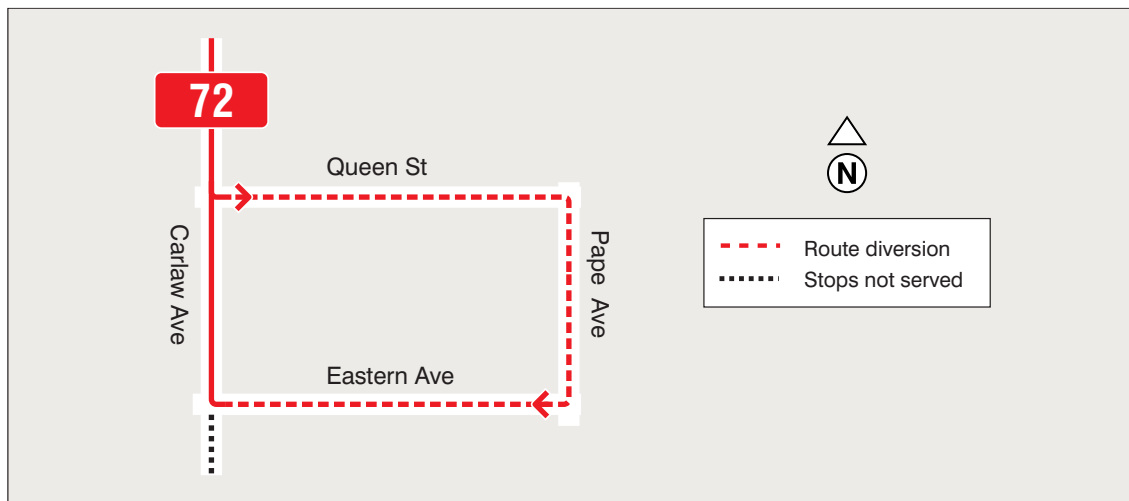 72
Queen St
Carlaw Ave
Pape Ave
Eastern Ave
N
Route diversion
Stops not served